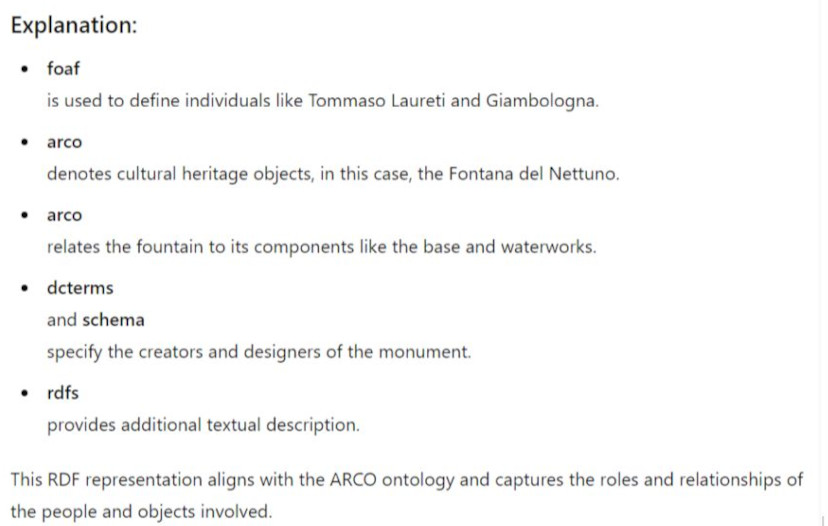 Explanation:
• foaf
is used to define individuals like Tommaso Laureti and Giambologna.
• arco
denotes cultural heritage objects, in this case, the Fontana del Nettuno.
• arco
relates the fountain to its components like the base and waterworks.
• dcterms
and schema
specify the creators and designers of the monument.
• rdfs
provides additional textual description.
This RDF representation aligns with the ARCO ontology and captures the roles and relationships of
the people and objects involved.